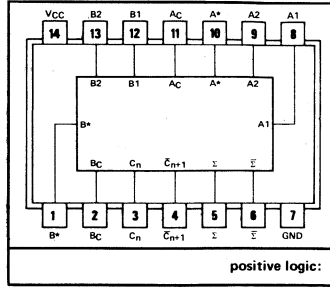 VCC B2 B1 AC A* A2 A1
14 13 12 11 10 9 8
B2 B1 AC A* A2
B* A1
BC Cn C̅n+1 Σ Σ̅
1 2 3 4 5 6 7
B* BC Cn C̅n+1 Σ Σ̅ GND
positive logic: